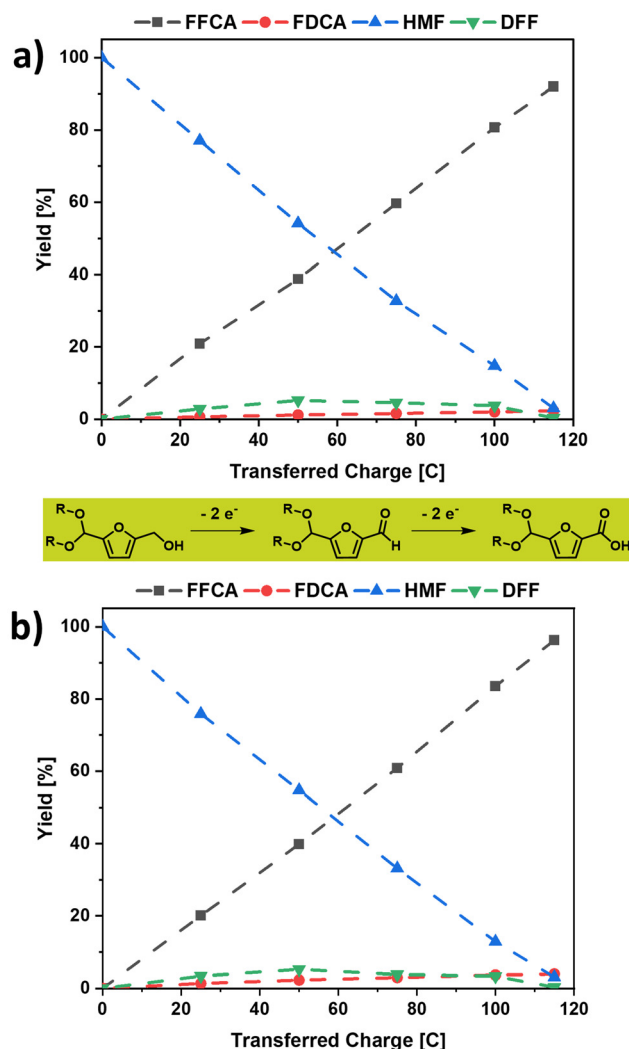 FFCA FDCA HMF DFF
a)
100
80
60
40
20
0
Yield [%]
0 20 40 60 80 100 120
Transferred Charge [C]
R-O O O
R-O OH
- 2 e-
R-O O H
R-O
- 2 e-
R-O O O
R-O OH
FFCA FDCA HMF DFF
b)
100
80
60
40
20
0
Yield [%]
0 20 40 60 80 100 120
Transferred Charge [C]